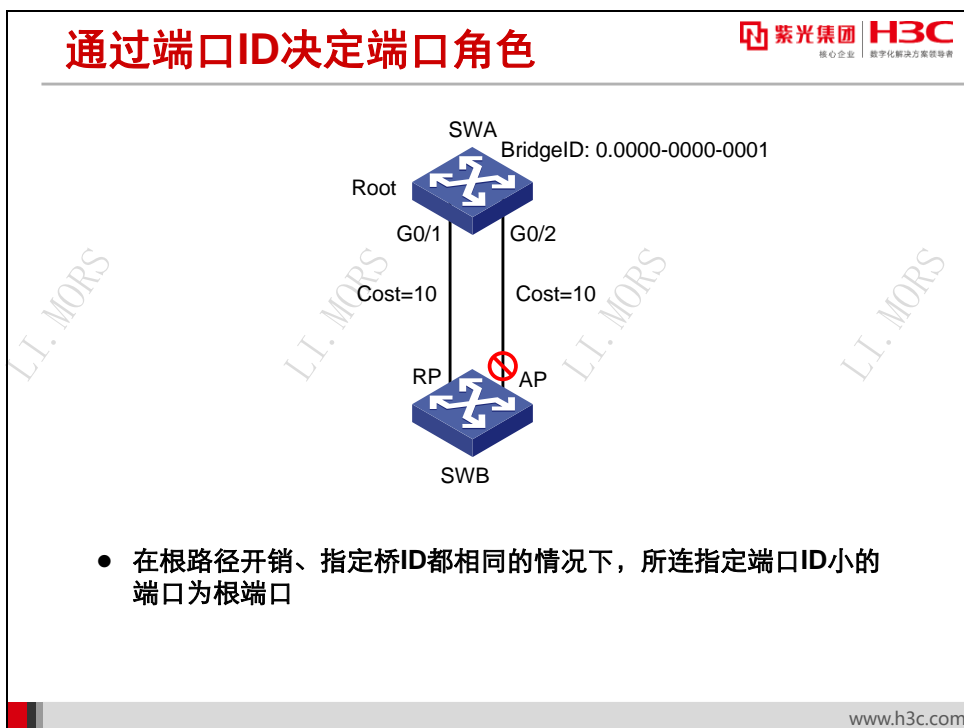 通过端口ID决定端口角色
紫光集团 H3C
核心企业 数字化解决方案领导者
SWA
BridgeID: 0.0000-0000-0001
Root
G0/1 G0/2
Cost=10 Cost=10
LI. MORS LI. MORS LI. MORS LI. MORS
RP AP
SWB
● 在根路径开销、指定桥ID都相同的情况下，所连指定端口ID小的
端口为根端口
www.h3c.com